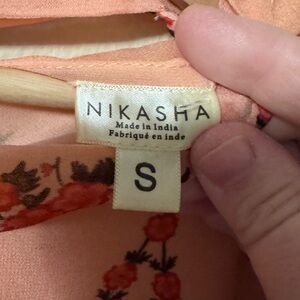 NIKASHA
Made in India
Fabriqué en inde
S